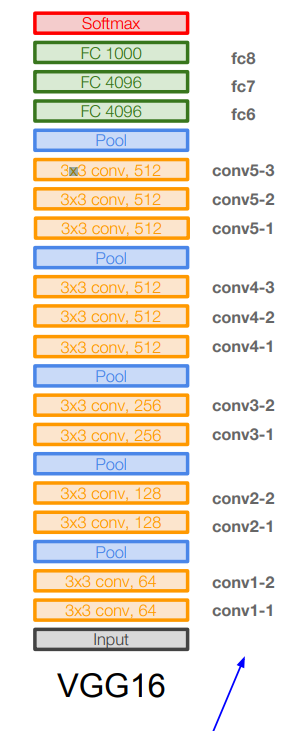 Softmax
FC 1000 fc8
FC 4096 fc7
FC 4096 fc6
Pool
3x3 conv, 512 conv5-3
3x3 conv, 512 conv5-2
3x3 conv, 512 conv5-1
Pool
3x3 conv, 512 conv4-3
3x3 conv, 512 conv4-2
3x3 conv, 512 conv4-1
Pool
3x3 conv, 256 conv3-2
3x3 conv, 256 conv3-1
Pool
3x3 conv, 128 conv2-2
3x3 conv, 128 conv2-1
Pool
3x3 conv, 64 conv1-2
3x3 conv, 64 conv1-1
Input
VGG16